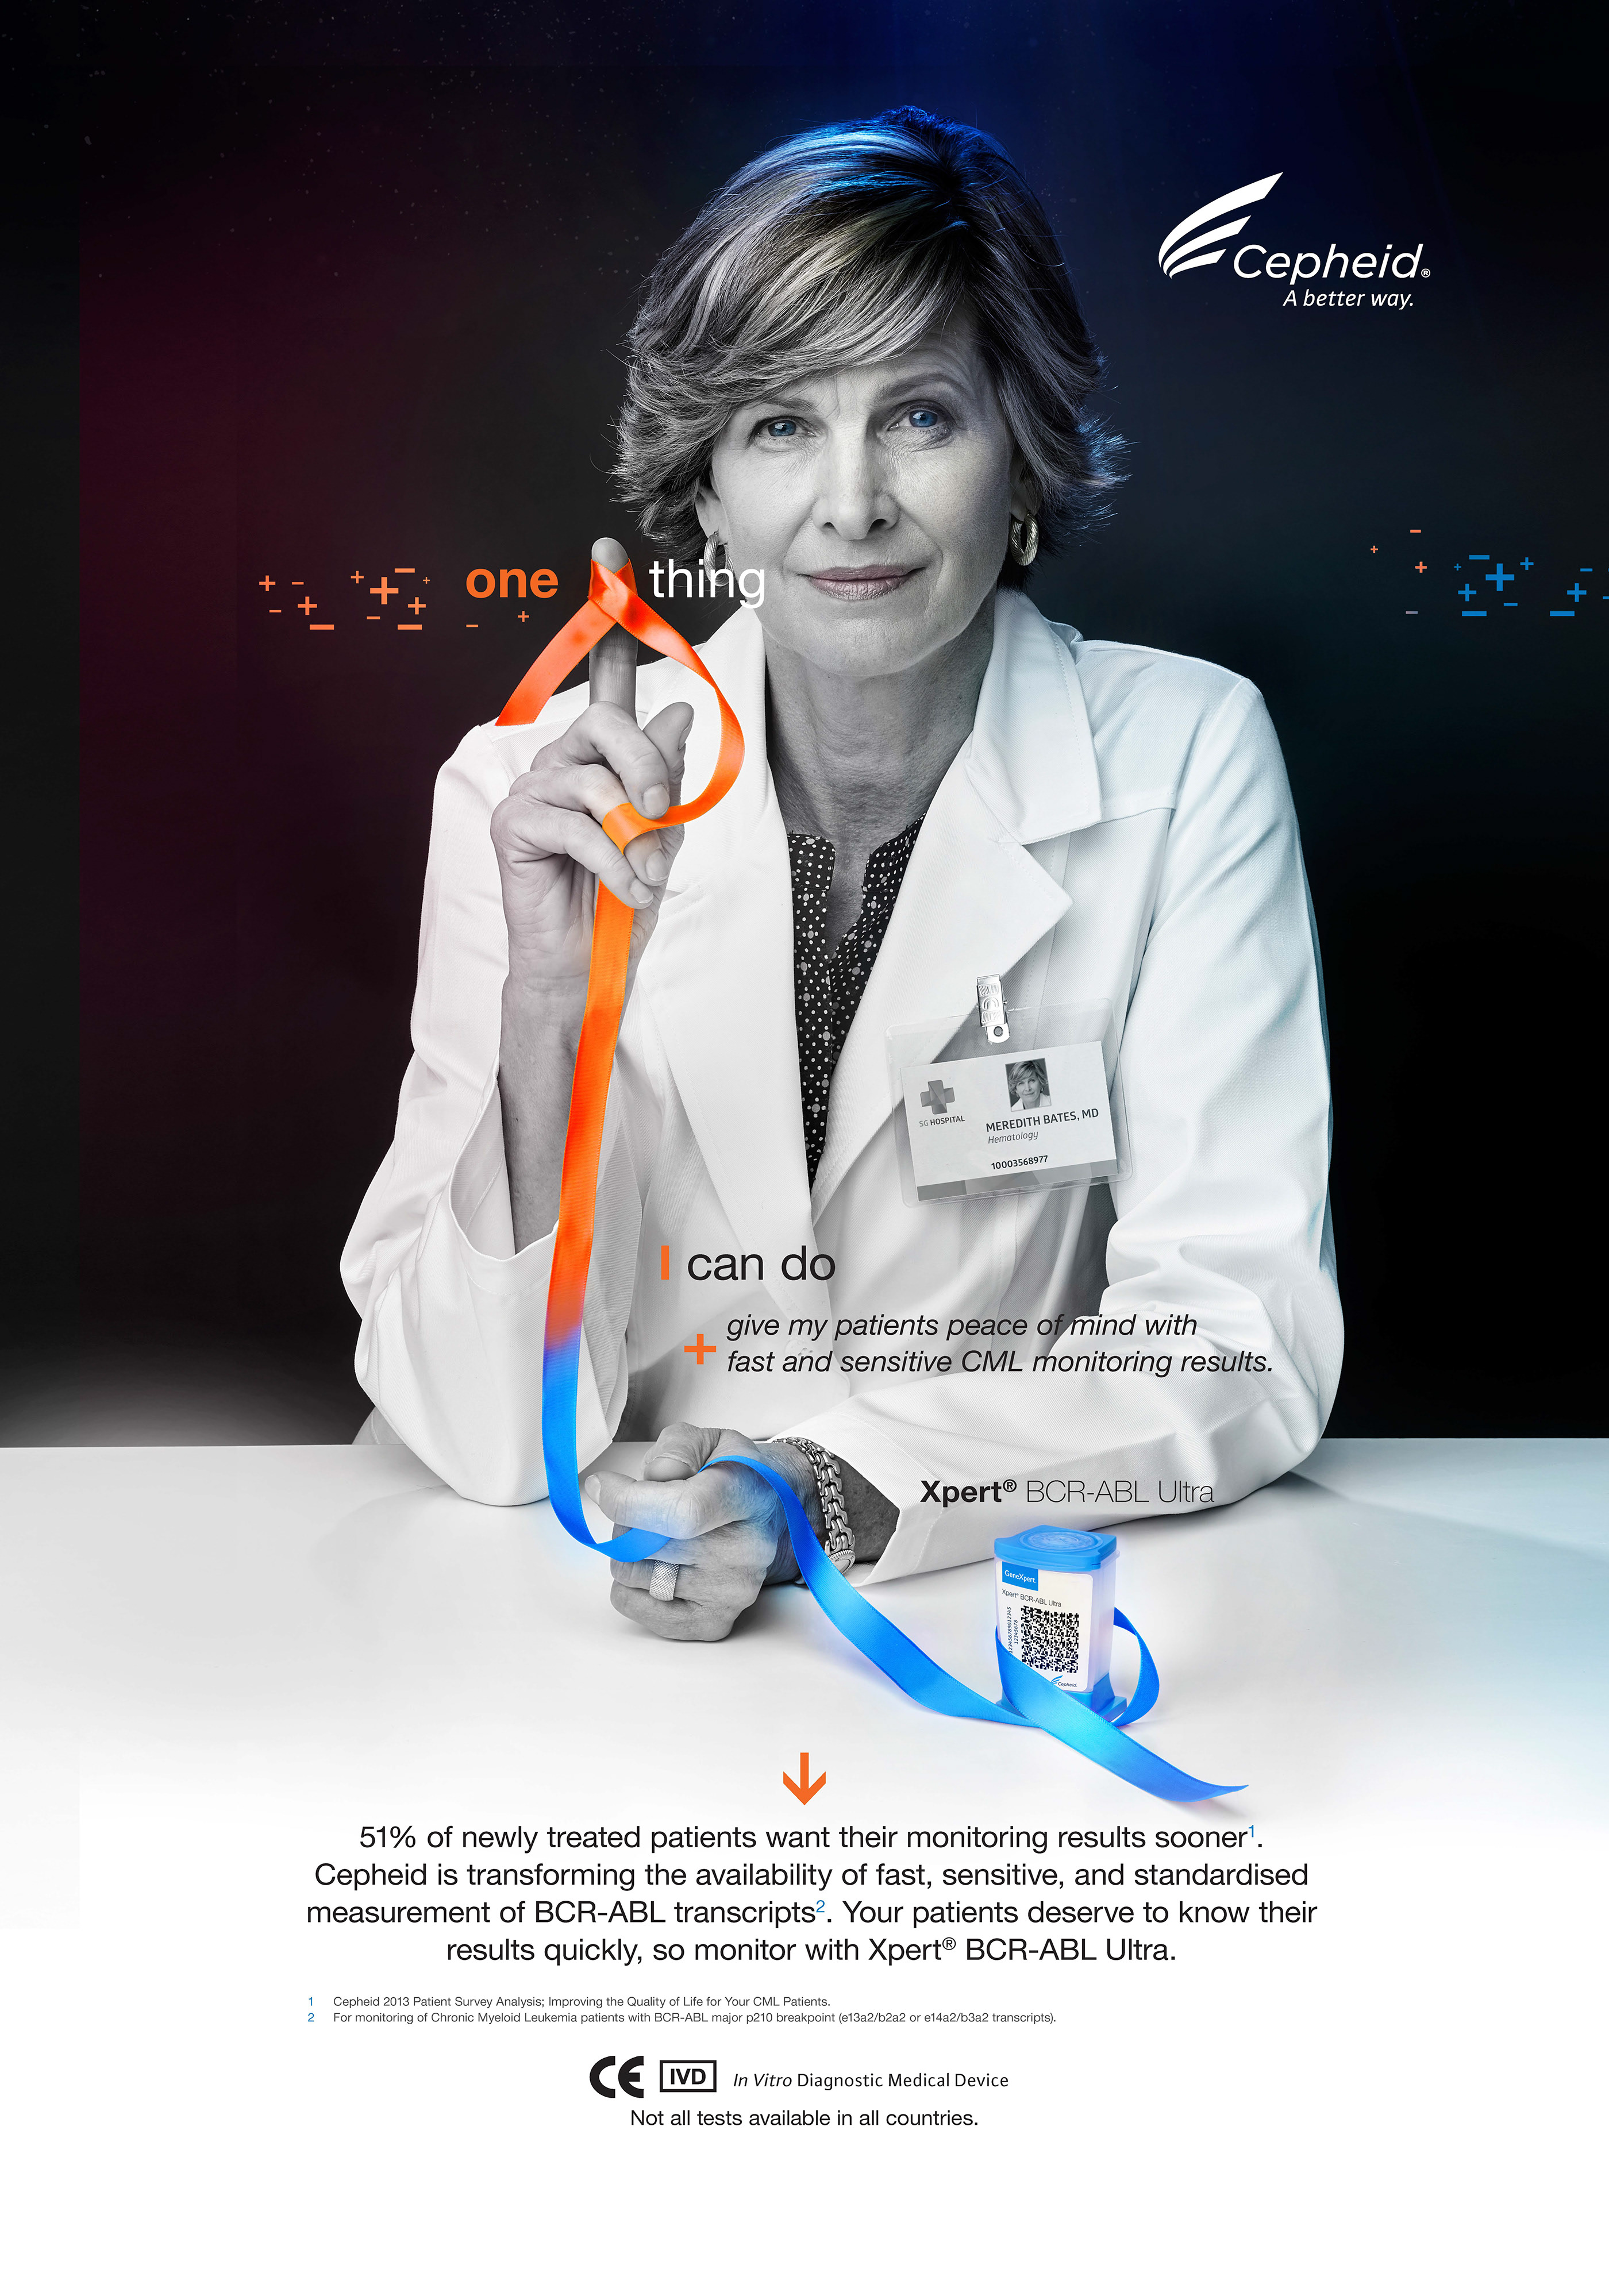 Cepheid®
A better way.
one thing
SG HOSPITAL
MEREDITH BATES, MD
Hematology
10003568977
I can do
+ give my patients peace of mind with
fast and sensitive CML monitoring results.
Xpert® BCR-ABL Ultra
GeneXpert
Xpert® BCR-ABL Ultra
12345678
Cepheid
51% of newly treated patients want their monitoring results sooner¹.
Cepheid is transforming the availability of fast, sensitive, and standardised
measurement of BCR-ABL transcripts². Your patients deserve to know their
results quickly, so monitor with Xpert® BCR-ABL Ultra.
1 Cepheid 2013 Patient Survey Analysis; Improving the Quality of Life for Your CML Patients.
2 For monitoring of Chronic Myeloid Leukemia patients with BCR-ABL major p210 breakpoint (e13a2/b2a2 or e14a2/b3a2 transcripts).
CE IVD In Vitro Diagnostic Medical Device
Not all tests available in all countries.